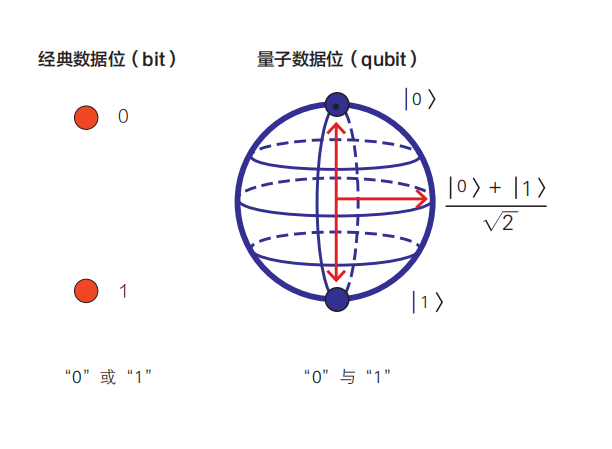 经典数据位（bit） 量子数据位（qubit）
0 |0⟩
|0⟩ + |1⟩
√2
1 |1⟩
“0” 或 “1” “0” 与 “1”